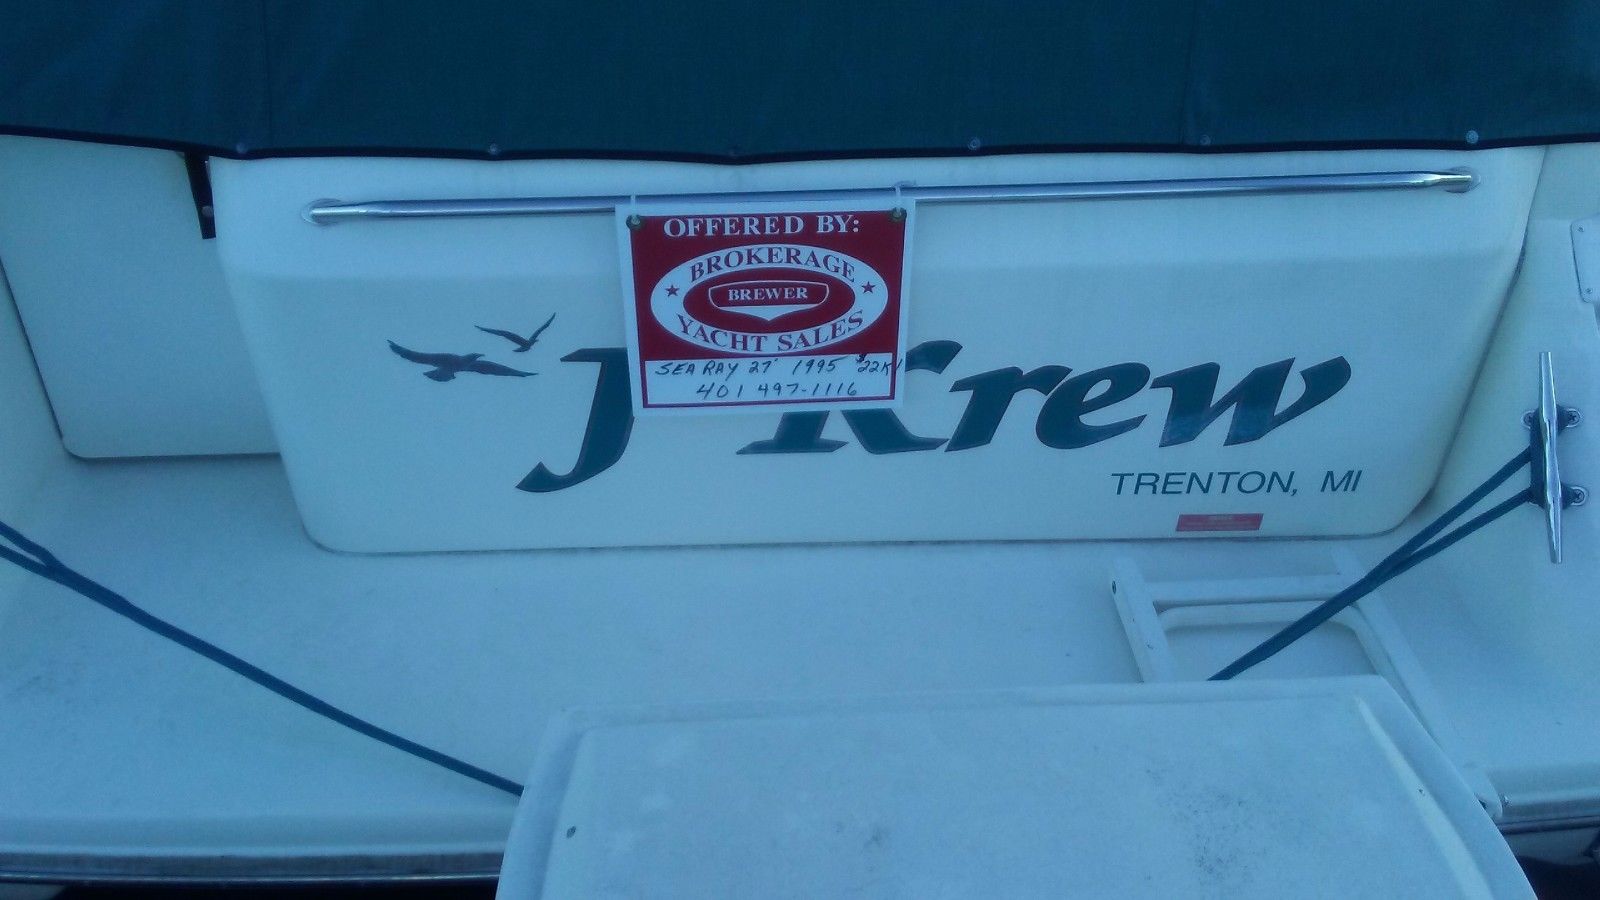 OFFERED BY:
BROKERAGE
BREWER
YACHT SALES
SEA RAY 27' 1995 $22K
401 497-1116
J Krew
TRENTON, MI